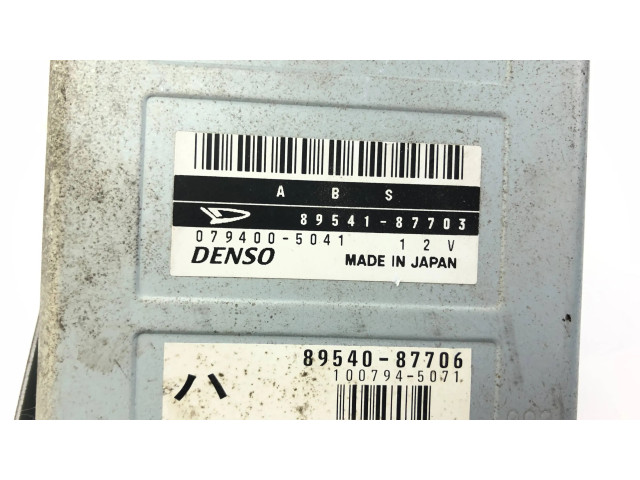 A B S
89541-87703
079400-5041 12V
DENSO MADE IN JAPAN
89540-87706
100794-5071
ハ